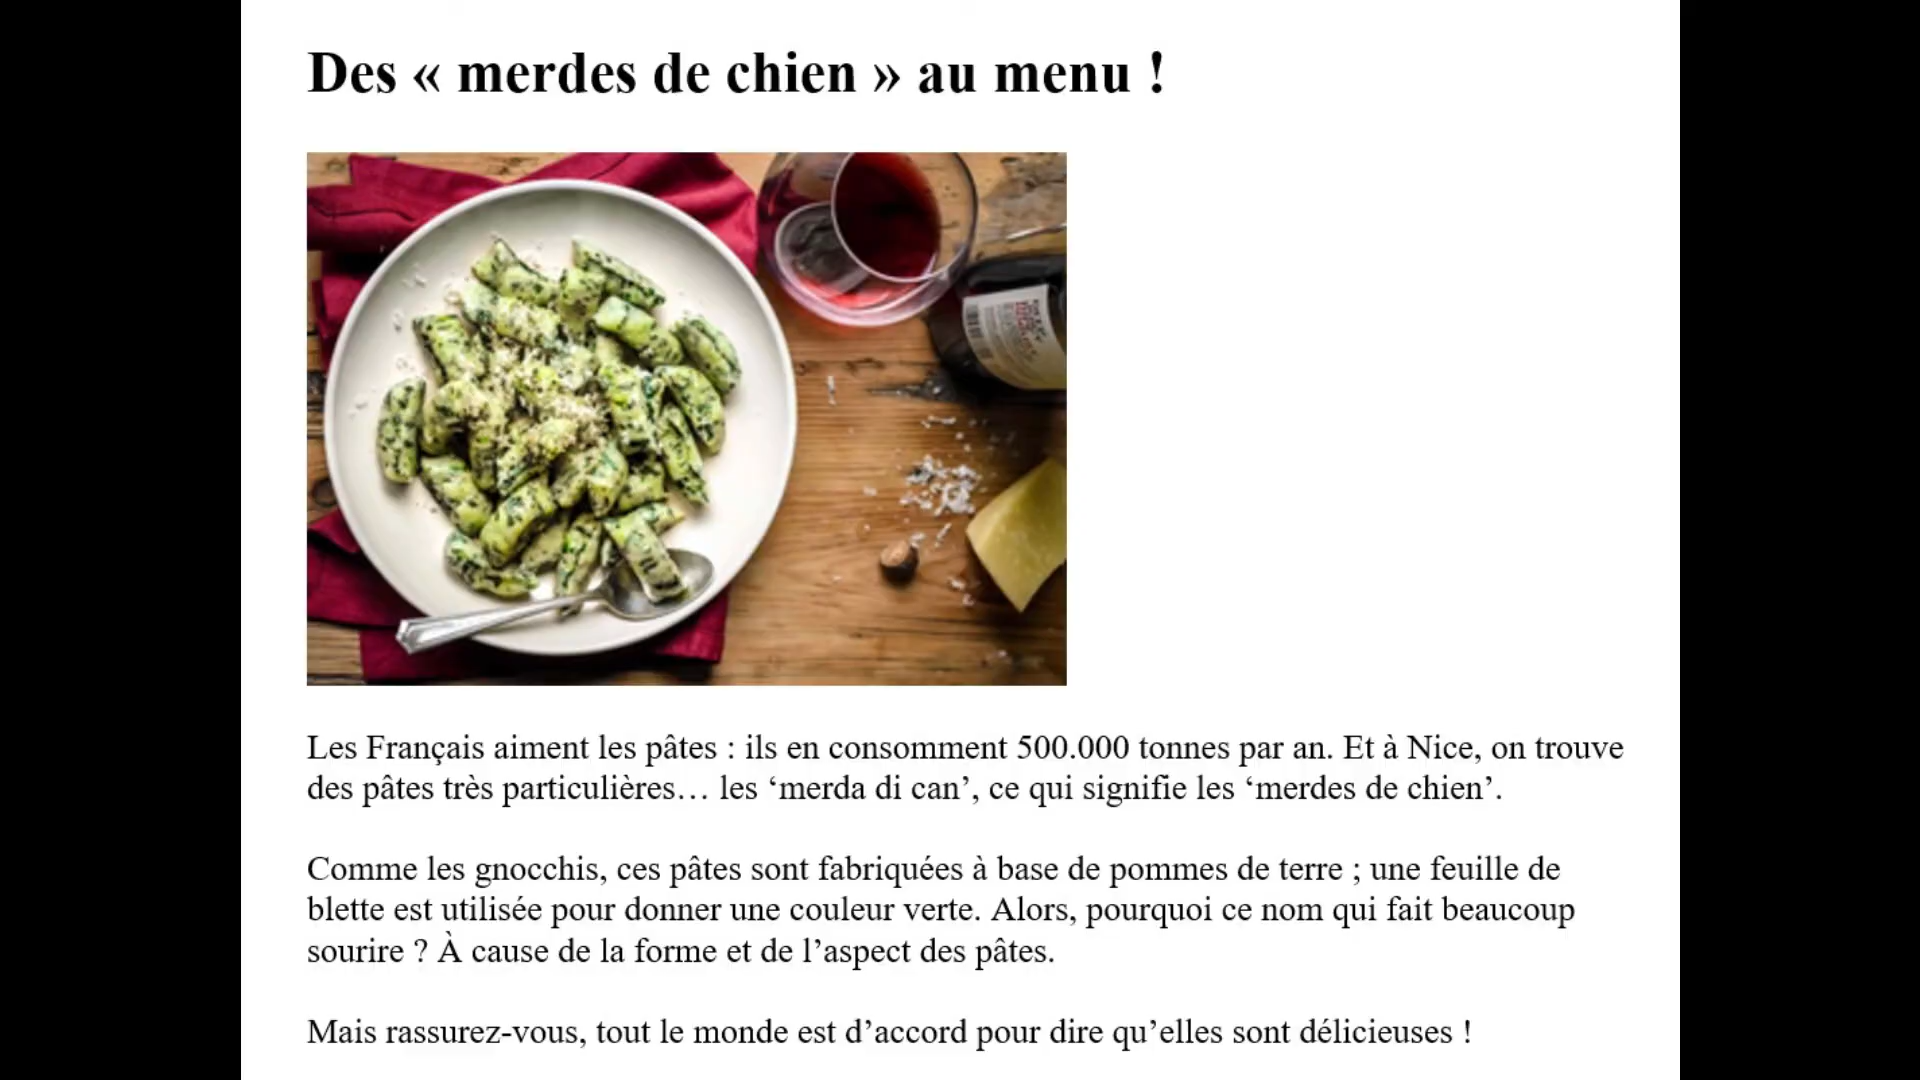 Des « merdes de chien » au menu !
Les Français aiment les pâtes : ils en consomment 500.000 tonnes par an. Et à Nice, on trouve
des pâtes très particulières… les ‘merda di can’, ce qui signifie les ‘merdes de chien’.
Comme les gnocchis, ces pâtes sont fabriquées à base de pommes de terre ; une feuille de
blette est utilisée pour donner une couleur verte. Alors, pourquoi ce nom qui fait beaucoup
sourire ? À cause de la forme et de l’aspect des pâtes.
Mais rassurez-vous, tout le monde est d’accord pour dire qu’elles sont délicieuses !